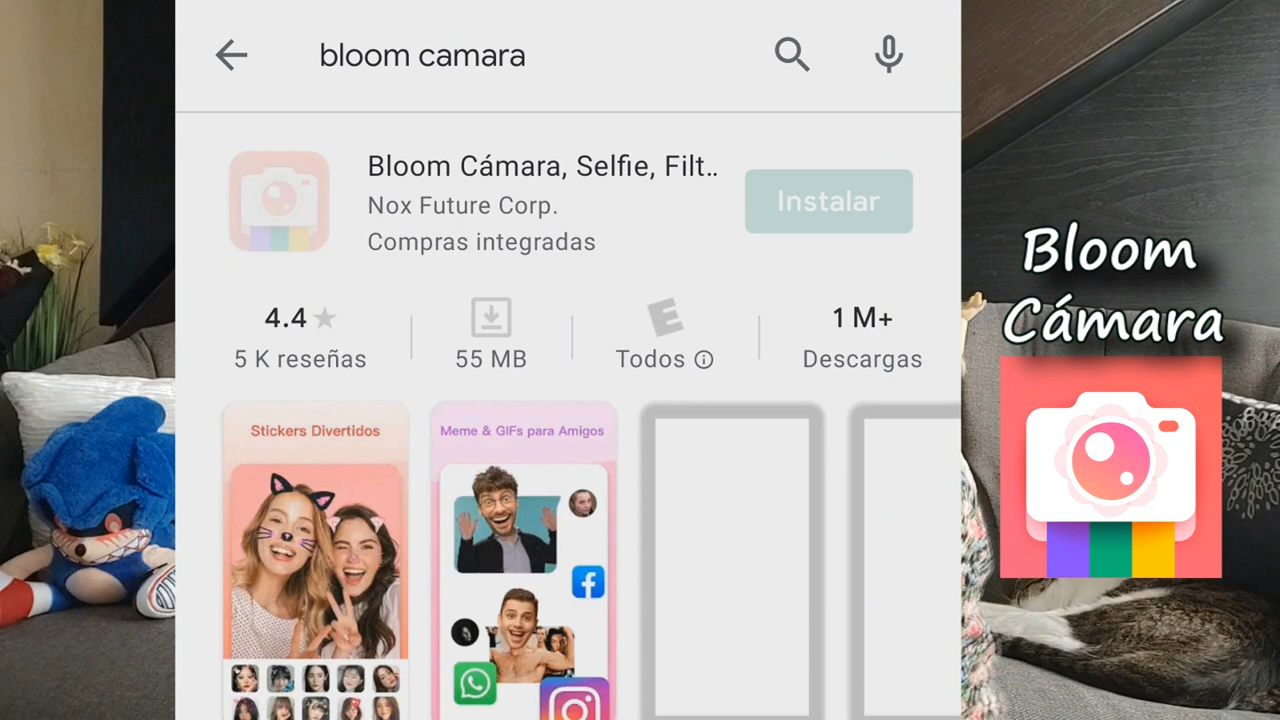 bloom camara
Bloom Cámara, Selfie, Filt..
Nox Future Corp.
Compras integradas
Instalar
4.4
5 K reseñas
55 MB
E
Todos
1 M+
Descargas
Stickers Divertidos
Meme & GIFs para Amigos
Bloom
Cámara